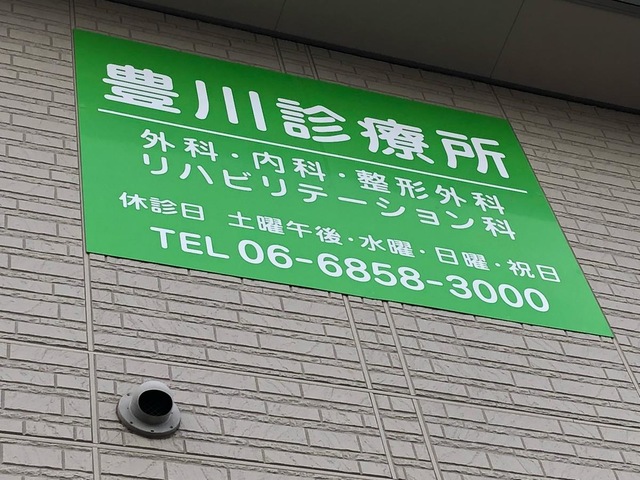 豊川診療所
外科・内科・整形外科
リハビリテーション科
休診日　土曜午後・水曜・日曜・祝日
TEL 06-6858-3000